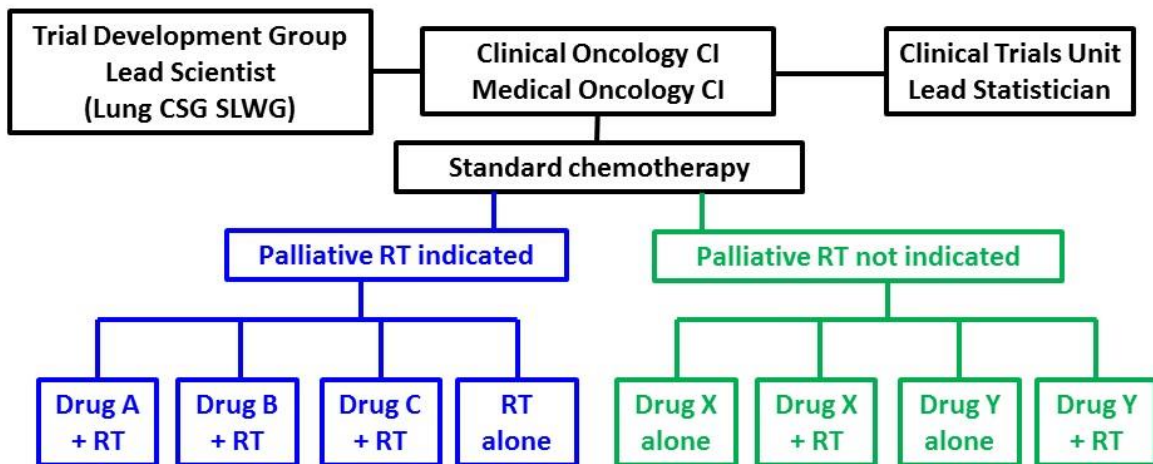 Trial Development Group
Lead Scientist
(Lung CSG SLWG)
Clinical Oncology CI
Medical Oncology CI
Clinical Trials Unit
Lead Statistician
Standard chemotherapy
Palliative RT indicated
Palliative RT not indicated
Drug A
+ RT
Drug B
+ RT
Drug C
+ RT
RT
alone
Drug X
alone
Drug X
+ RT
Drug Y
alone
Drug Y
+ RT